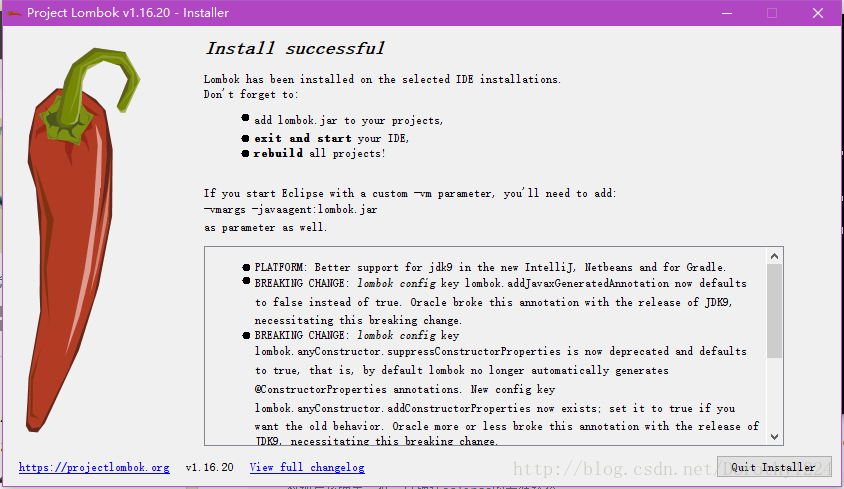 Project Lombok v1.16.20 - Installer
Install successful
Lombok has been installed on the selected IDE installations.
Don't forget to:
add lombok.jar to your projects,
exit and start your IDE,
rebuild all projects!
If you start Eclipse with a custom -vm parameter, you'll need to add:
-vmargs -javaagent:lombok.jar
as parameter as well.
PLATFORM: Better support for jdk9 in the new IntelliJ, Netbeans and for Gradle.
BREAKING CHANGE: lombok config key lombok.addJavaxGeneratedAnnotation now defaults
to false instead of true. Oracle broke this annotation with the release of JDK9,
necessitating this breaking change.
BREAKING CHANGE: lombok config key
lombok.anyConstructor.suppressConstructorProperties is now deprecated and defaults
to true, that is, by default lombok no longer automatically generates
@ConstructorProperties annotations. New config key
lombok.anyConstructor.addConstructorProperties now exists; set it to true if you
want the old behavior. Oracle more or less broke this annotation with the release of
JDK9, necessitating this breaking change.
https://projectlombok.org v1.16.20 View full changelog
Quit Installer
http://blog.csdn.net/